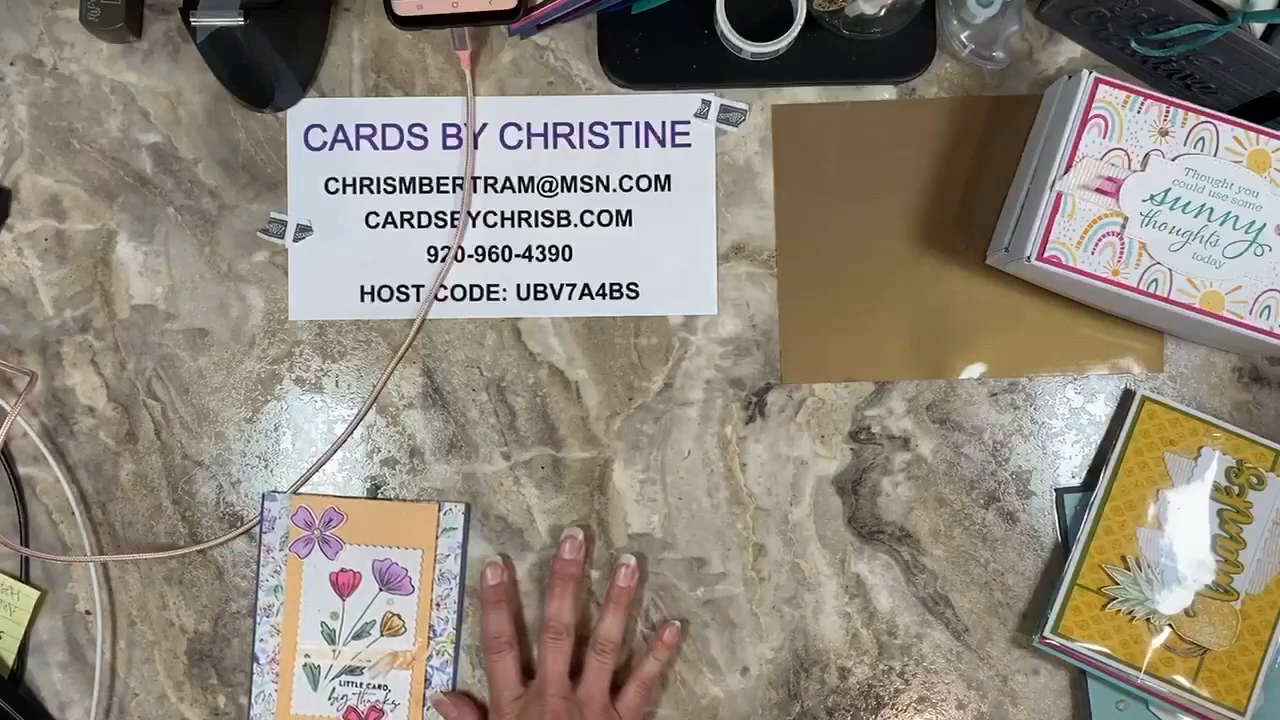 CARDS BY CHRISTINE
CHRISMBERTRAM@MSN.COM
CARDSBYCHRISB.COM
920-960-4390
HOST CODE: UBV7A4BS
Thought you
could use some
sunny
thoughts
today
thanks
LITTLE CARD,
big thanks